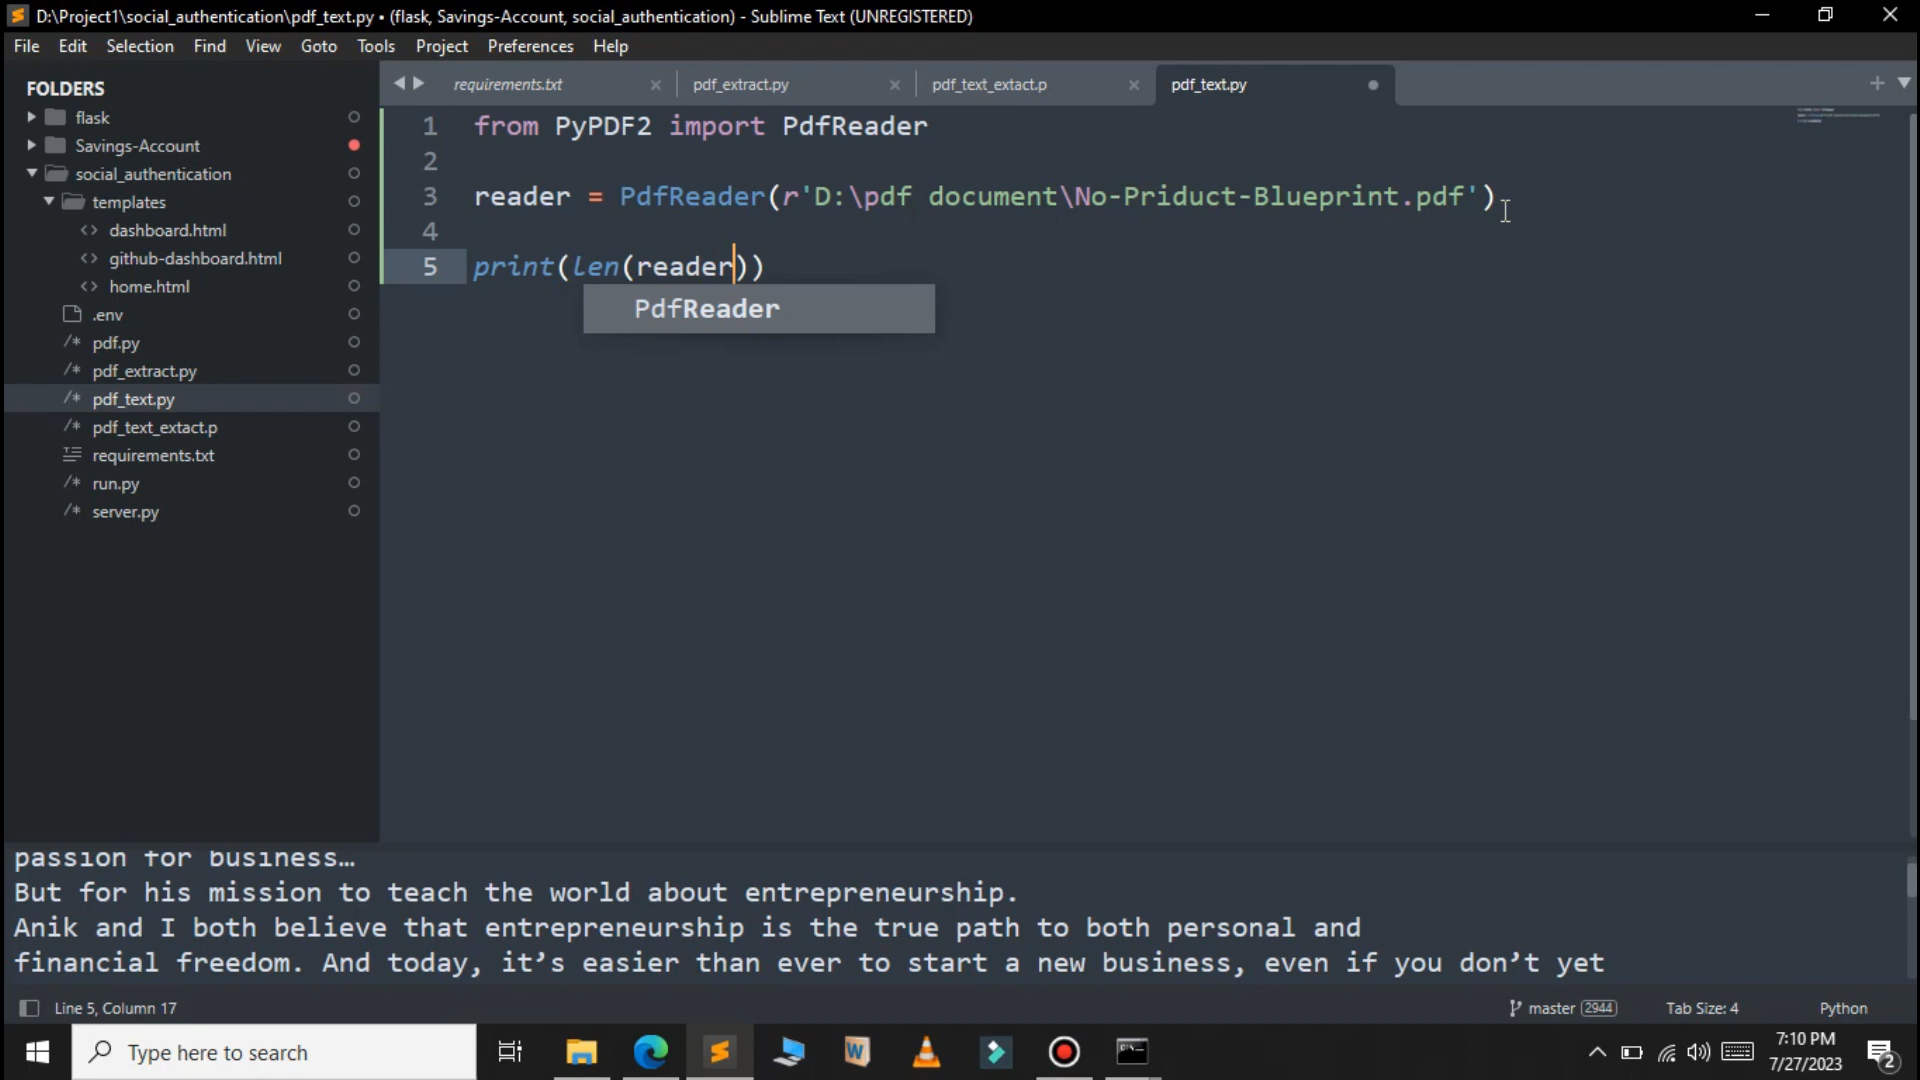 D:\Project1\social_authentication\pdf_text.py • (flask, Savings-Account, social_authentication) - Sublime Text (UNREGISTERED)
File Edit Selection Find View Goto Tools Project Preferences Help
FOLDERS
flask
Savings-Account
social_authentication
templates
dashboard.html
github-dashboard.html
home.html
.env
pdf.py
pdf_extract.py
pdf_text.py
pdf_text_extact.p
requirements.txt
run.py
server.py
requirements.txt pdf_extract.py pdf_text_extact.p pdf_text.py
1 from PyPDF2 import PdfReader
2
3 reader = PdfReader(r'D:\pdf document\No-Priduct-Blueprint.pdf')
4
5 print(len(reader))
PdfReader
passion for business…
But for his mission to teach the world about entrepreneurship.
Anik and I both believe that entrepreneurship is the true path to both personal and
financial freedom. And today, it’s easier than ever to start a new business, even if you don’t yet
Line 5, Column 17 master 2944 Tab Size: 4 Python
Type here to search
W
7:10 PM
7/27/2023
2